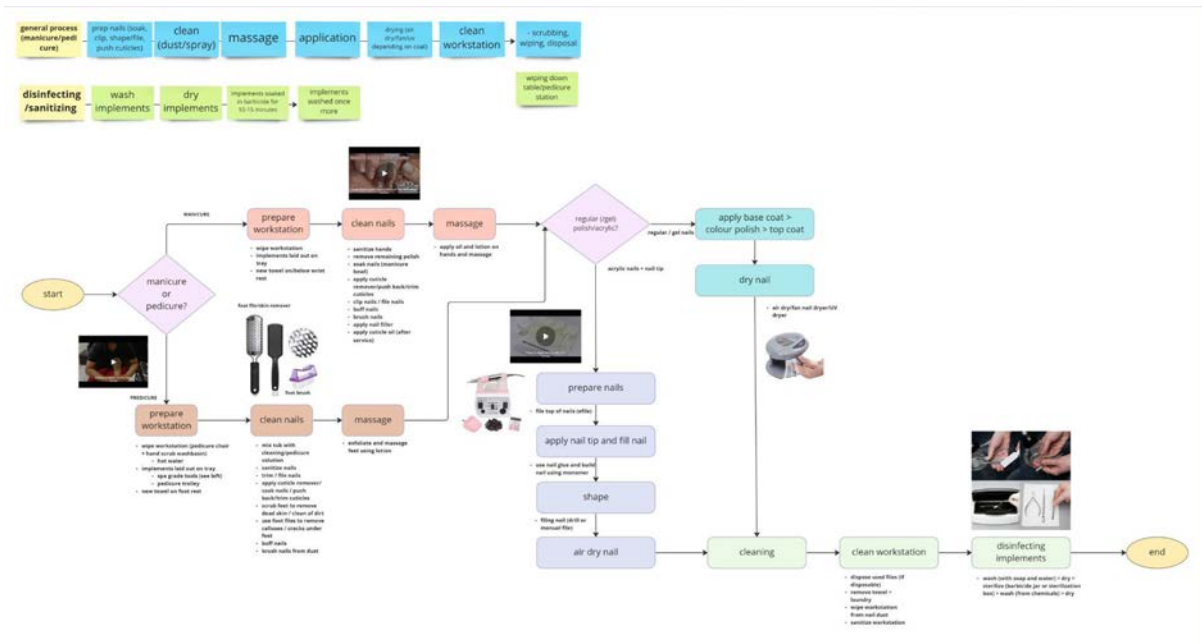 general process
(manicure/pedi
cure)
prep nails (soak,
clip, shape/file,
push cuticles)
clean
(dust/spray)
massage
application
drying (air
dry/fan/uv
depending on coat)
clean
workstation
- scrubbing,
wiping, disposal
wiping down
table/pedicure
station
disinfecting
/sanitizing
wash
implements
dry
implements
implements soaked
in barbicide for
10-15 minutes
implements
washed once
more
start
manicure
or
pedicure?
prepare
workstation
• wipe workstation
• implements laid out on
tray
• new towel on/below wrist
rest
clean nails
• sanitize hands
• remove remaining polish
• soak nails (manicure
bowl)
• apply cuticle
remover/push back/trim
cuticles
• clip nails / file nails
• buff nails
• brush nails
• apply nail filler
• apply cuticle oil (after
service)
massage
• apply oil and lotion on
hands and massage
regular (/gel)
polish/acrylic?
regular / gel nails
acrylic nails + nail tip
apply base coat >
colour polish > top coat
dry nail
• air dry/fan nail dryer/UV
dryer
foot file/skin remover
foot brush
prepare
workstation
• wipe workstation (pedicure chair
+ hand scrub washbasin)
• hot water
• implements laid out on tray
• spa grade tools (see left)
• pedicure trolley
• new towel on foot rest
clean nails
• mix tub with
cleaning/pedicure
solution
• sanitize nails
• trim / file nails
• apply cuticle remover/
soak nails / push
back/trim cuticles
• scrub feet to remove
dead skin / clean of dirt
• use foot files to remove
calluses / cracks under
feet
• buff nails
• brush nails from dust
massage
• exfoliate and massage
feet using lotion
prepare nails
• file top of nails (efile)
apply nail tip and fill nail
• use nail glue and build
nail using monomer
shape
• filing nail (drill or
manual file)
air dry nail
cleaning
clean workstation
• dispose used files (if
disposable)
• remove towel >
laundry
• wipe workstation
from nail dust
• sanitize workstation
disinfecting
implements
• wash (with soap and water) > dry >
sterilize (barbicide jar or sterilization
box) > wash (from chemicals) > dry
end